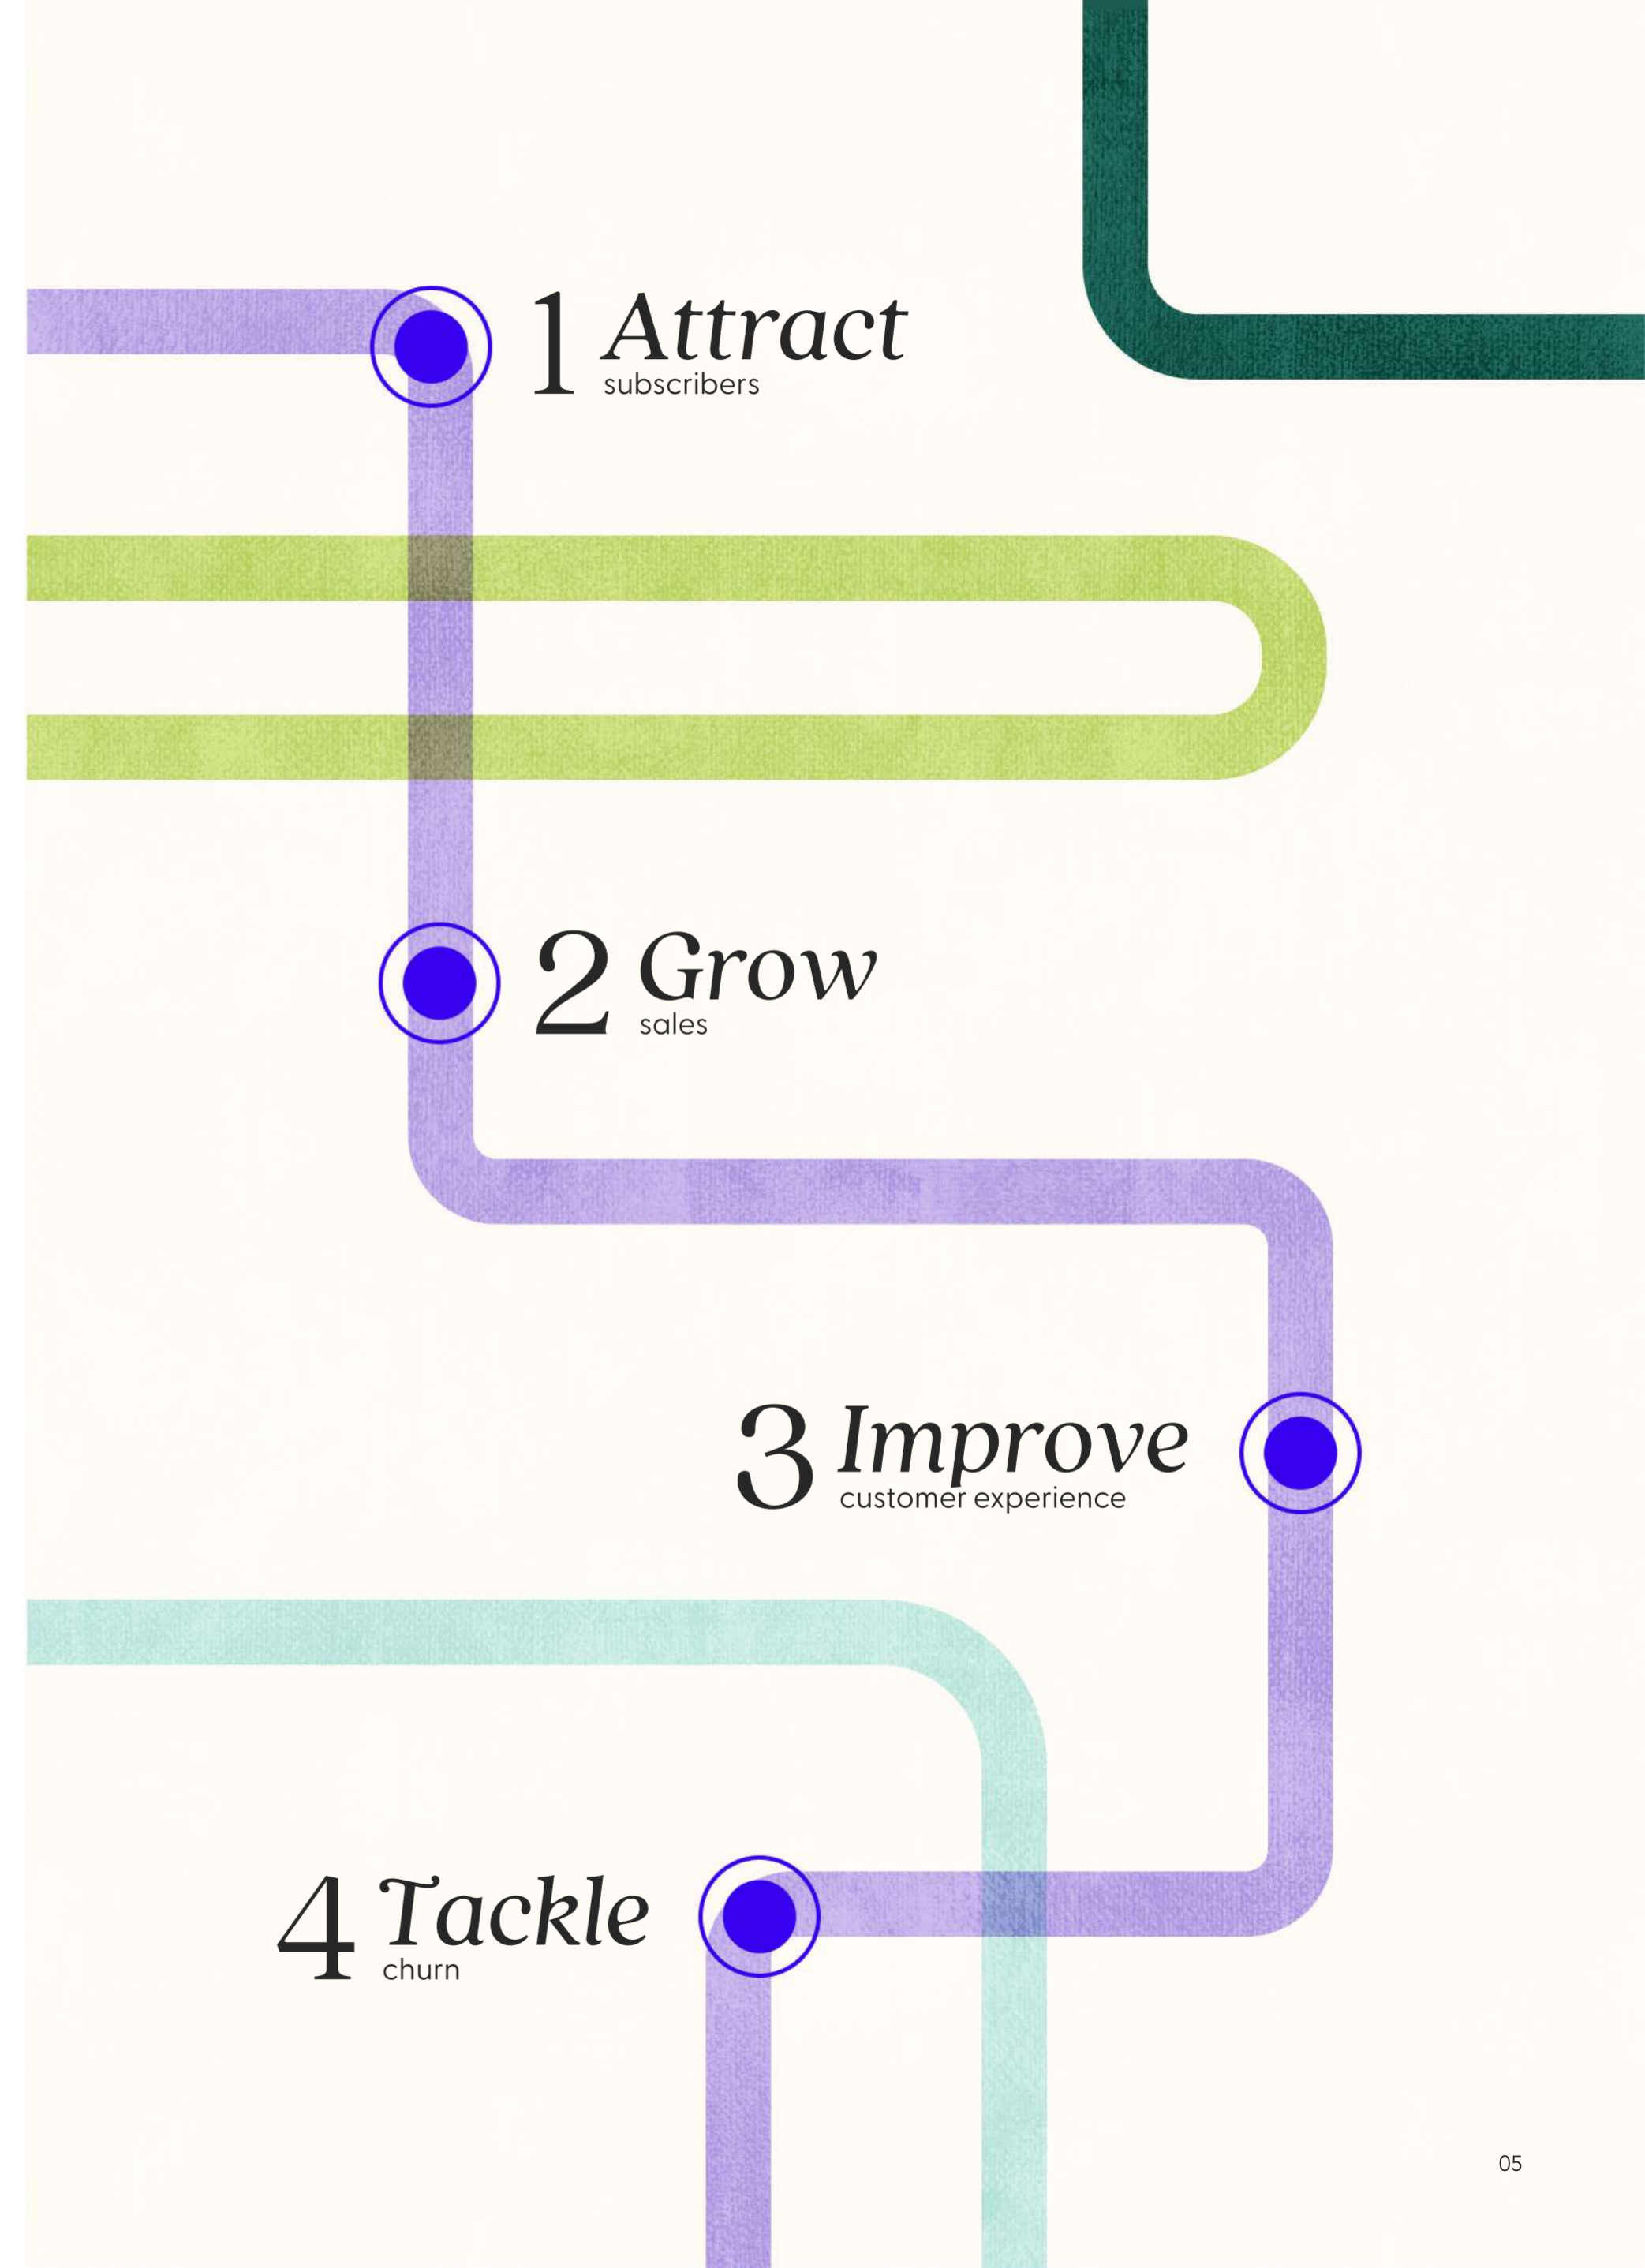 1 Attract
subscribers
2 Grow
sales
3 Improve
customer experience
4 Tackle
churn
05